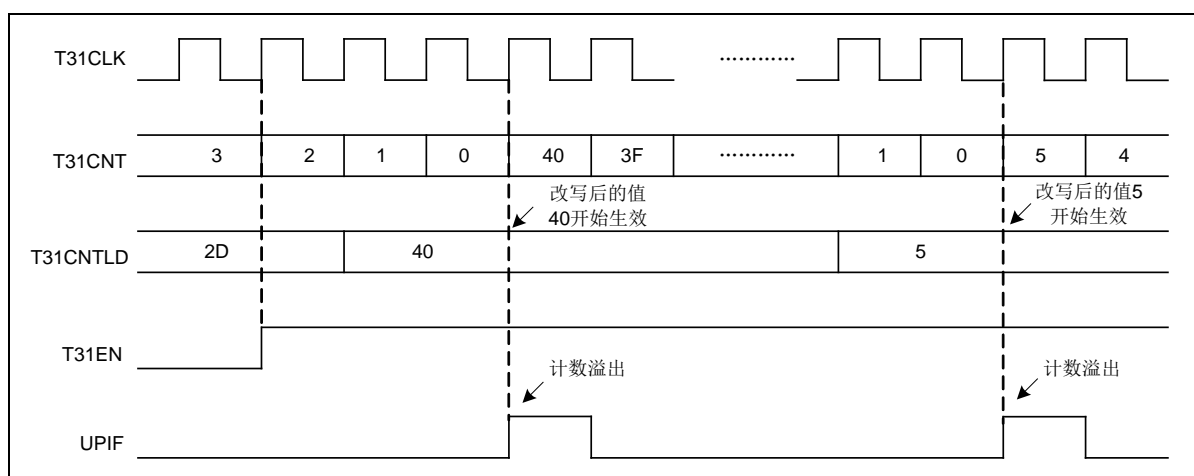 T31CLK
…………
T31CNT 3 2 1 0 40 3F ………… 1 0 5 4
改写后的值
40开始生效
改写后的值5
开始生效
T31CNTLD 2D 40 5
T31EN
计数溢出 计数溢出
UPIF